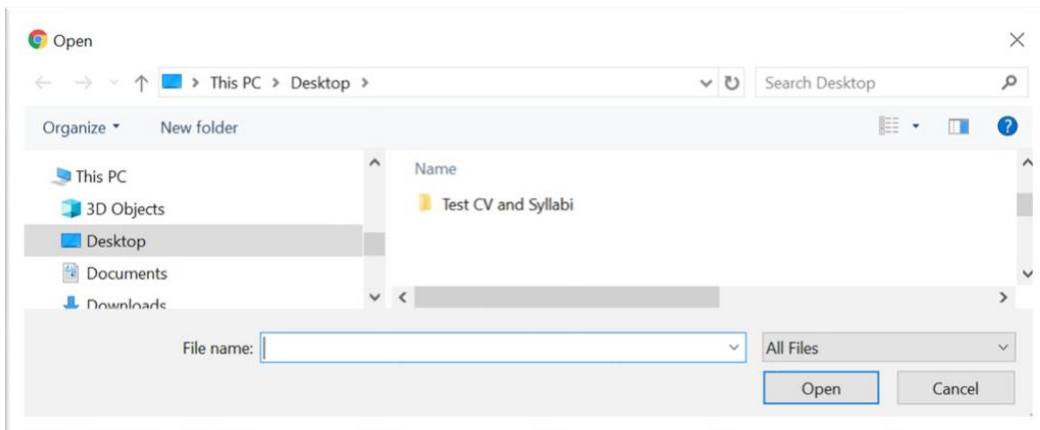 Open
This PC > Desktop >
Search Desktop
Organize
New folder
This PC
3D Objects
Desktop
Documents
Downloads
Name
Test CV and Syllabi
File name:
All Files
Open
Cancel